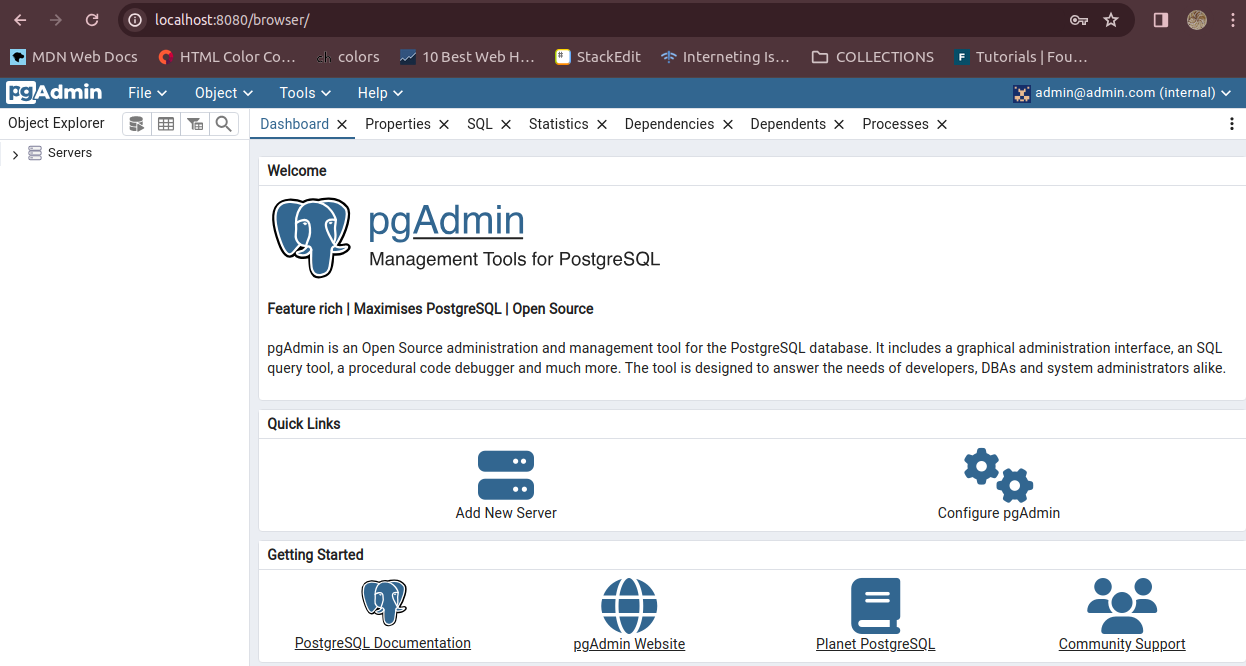 localhost:8080/browser/
MDN Web Docs HTML Color Co... ch colors 10 Best Web H... StackEdit Interneting Is... COLLECTIONS F Tutorials | Fou...
pgAdmin File Object Tools Help admin@admin.com (internal)
Object Explorer Dashboard Properties SQL Statistics Dependencies Dependents Processes
Servers
Welcome
pgAdmin
Management Tools for PostgreSQL
Feature rich | Maximises PostgreSQL | Open Source
pgAdmin is an Open Source administration and management tool for the PostgreSQL database. It includes a graphical administration interface, an SQL
query tool, a procedural code debugger and much more. The tool is designed to answer the needs of developers, DBAs and system administrators alike.
Quick Links
Add New Server Configure pgAdmin
Getting Started
PostgreSQL Documentation pgAdmin Website Planet PostgreSQL Community Support